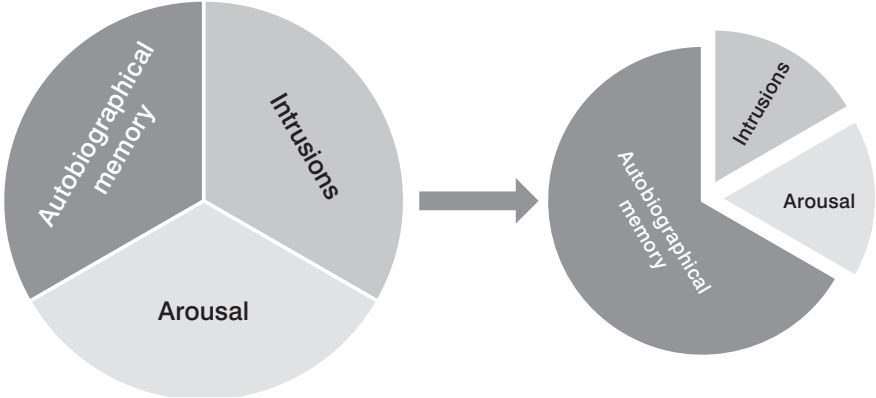 Autobiographical
memory
Intrusions
Arousal
Intrusions
Arousal
Autobiographical
memory